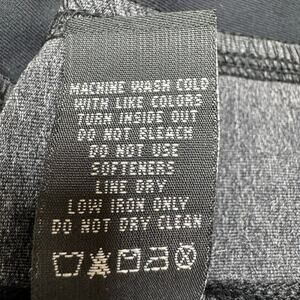 MACHINE WASH COLD
WITH LIKE COLORS
TURN INSIDE OUT
DO NOT BLEACH
DO NOT USE
SOFTENERS
LINE DRY
LOW IRON ONLY
DO NOT DRY CLEAN